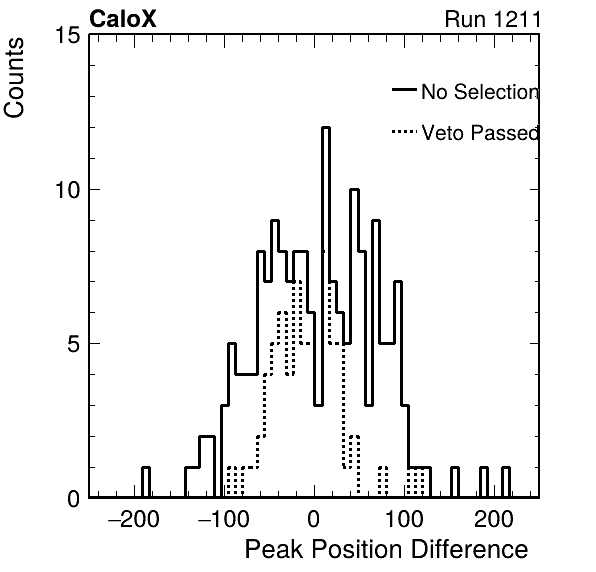 CaloX Run 1211
Counts
15
No Selection
Veto Passed
10
5
0
−200 −100 0 100 200
Peak Position Difference